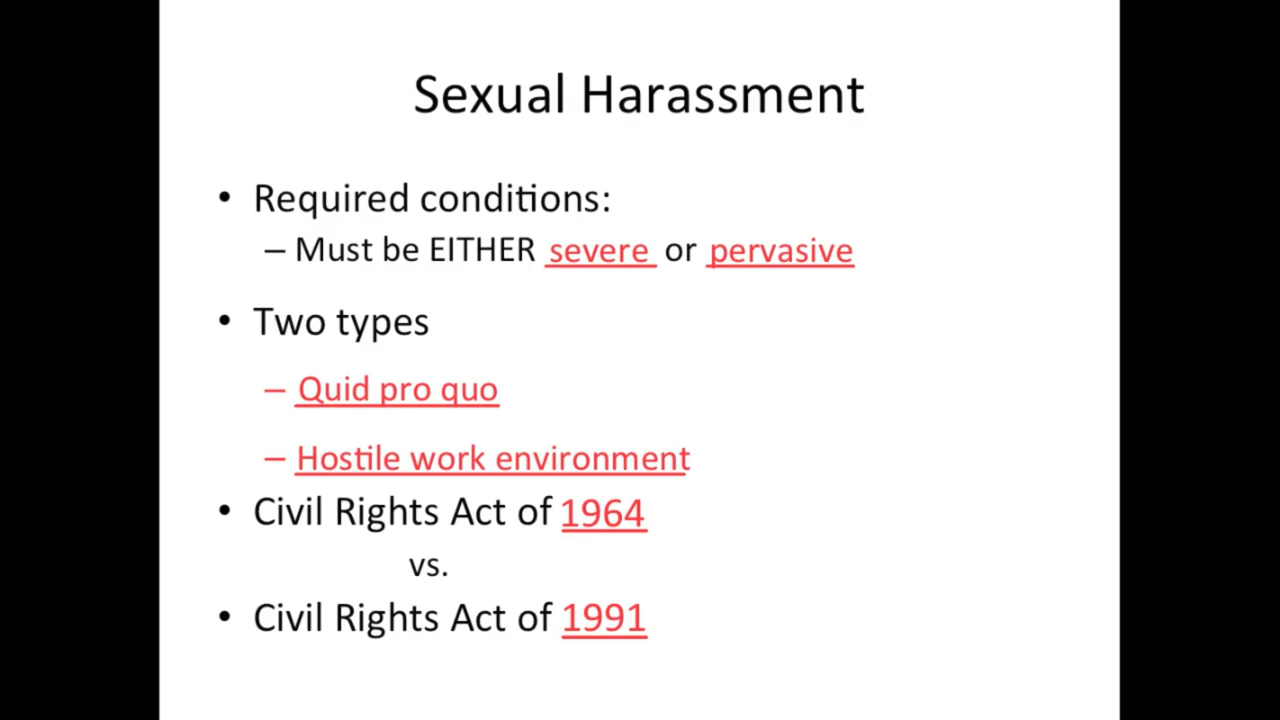 Sexual Harassment
• Required conditions:
– Must be EITHER severe or pervasive
• Two types
– Quid pro quo
– Hostile work environment
• Civil Rights Act of 1964
vs.
• Civil Rights Act of 1991